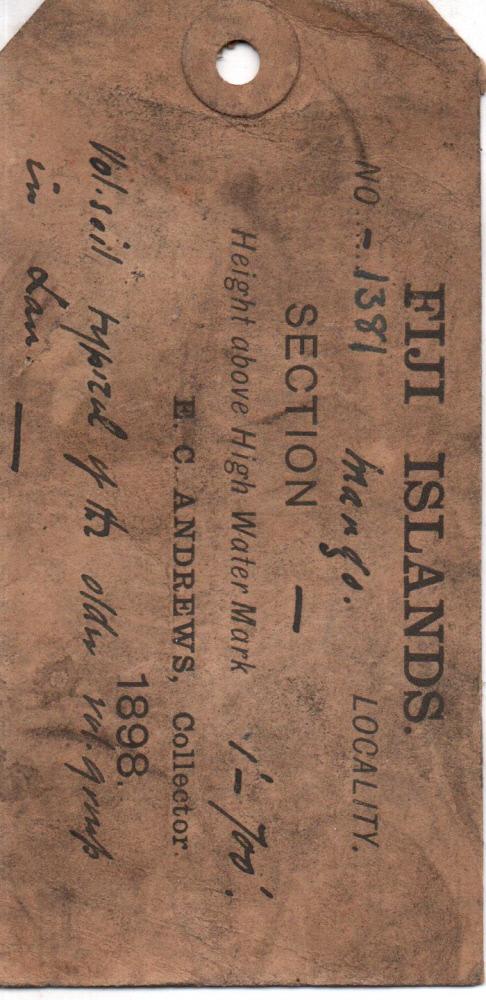 FIJI ISLANDS.
NO. - 1381 Mango. LOCALITY.
SECTION —
Height above High Water Mark 1'- 700'.
E. C. ANDREWS, Collector.
1898.
Vol. soil typical of the older vol. group
in Lau. —